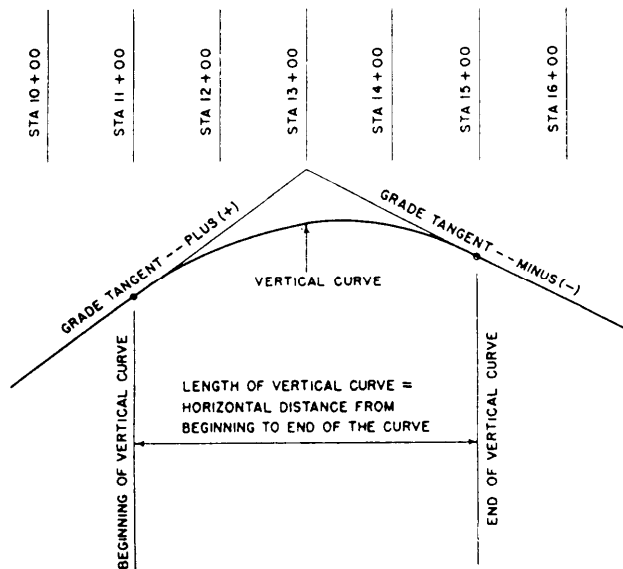 STA 10+00
STA 11+00
STA 12+00
STA 13+00
STA 14+00
STA 15+00
STA 16+00
GRADE TANGENT -- PLUS (+)
GRADE TANGENT -- MINUS (-)
VERTICAL CURVE
LENGTH OF VERTICAL CURVE =
HORIZONTAL DISTANCE FROM
BEGINNING TO END OF THE CURVE
BEGINNING OF VERTICAL CURVE
END OF VERTICAL CURVE